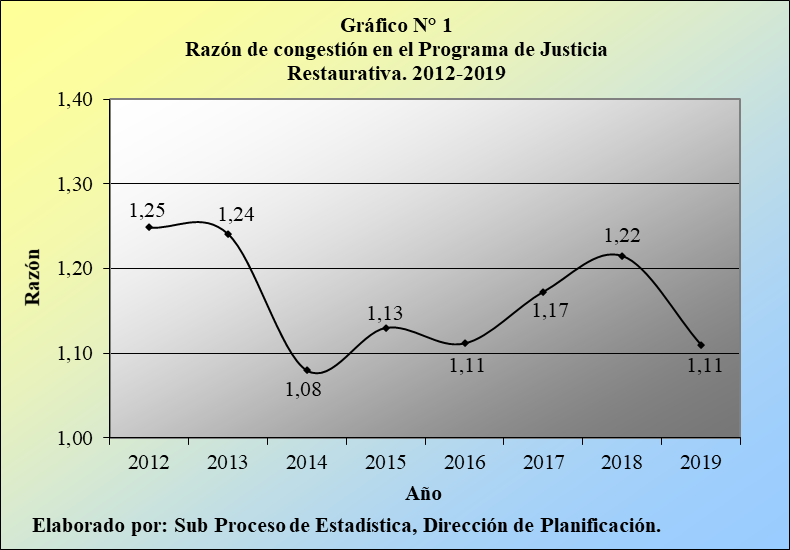 Gráfico N° 1
Razón de congestión en el Programa de Justicia
Restaurativa. 2012-2019
1,40
1,30
1,20
1,10
1,00
Razón
1,25
1,24
1,08
1,13
1,11
1,17
1,22
1,11
2012 2013 2014 2015 2016 2017 2018 2019
Año
Elaborado por: Sub Proceso de Estadística, Dirección de Planificación.